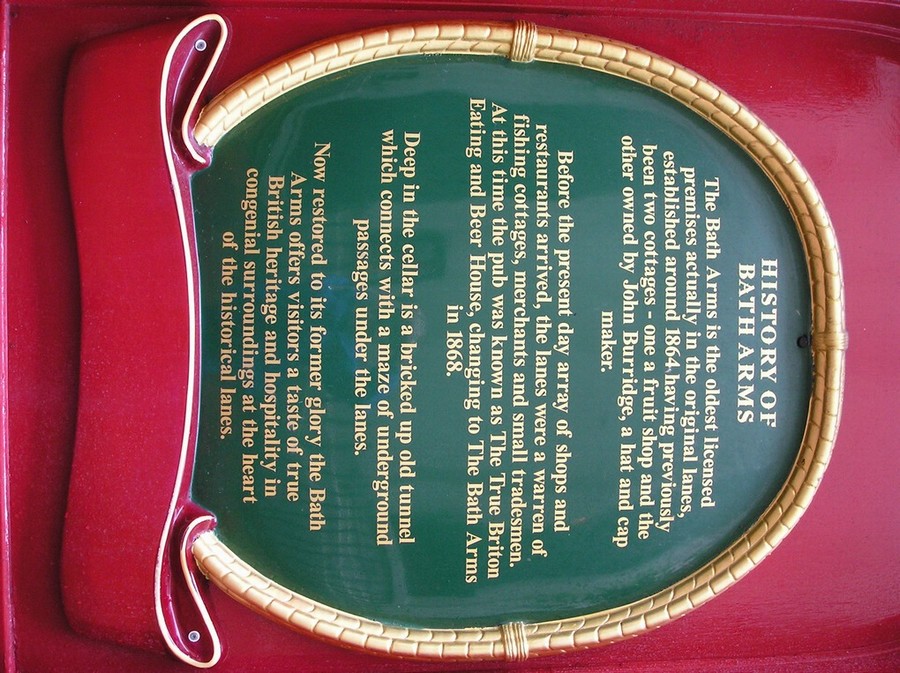 HISTORY OF
BATH ARMS
The Bath Arms is the oldest licensed
premises actually in the original lanes,
established around 1864, having previously
been two cottages - one a fruit shop and the
other owned by John Burridge, a hat and cap
maker.
Before the present day array of shops and
restaurants arrived, the lanes were a warren of
fishing cottages, merchants and small tradesmen.
At this time the pub was known as The True Briton
Eating and Beer House, changing to The Bath Arms
in 1868.
Deep in the cellar is a bricked up old tunnel
which connects with a maze of underground
passages under the lanes.
Now restored to its former glory the Bath
Arms offers visitors a taste of true
British heritage and hospitality in
congenial surroundings at the heart
of the historical lanes.